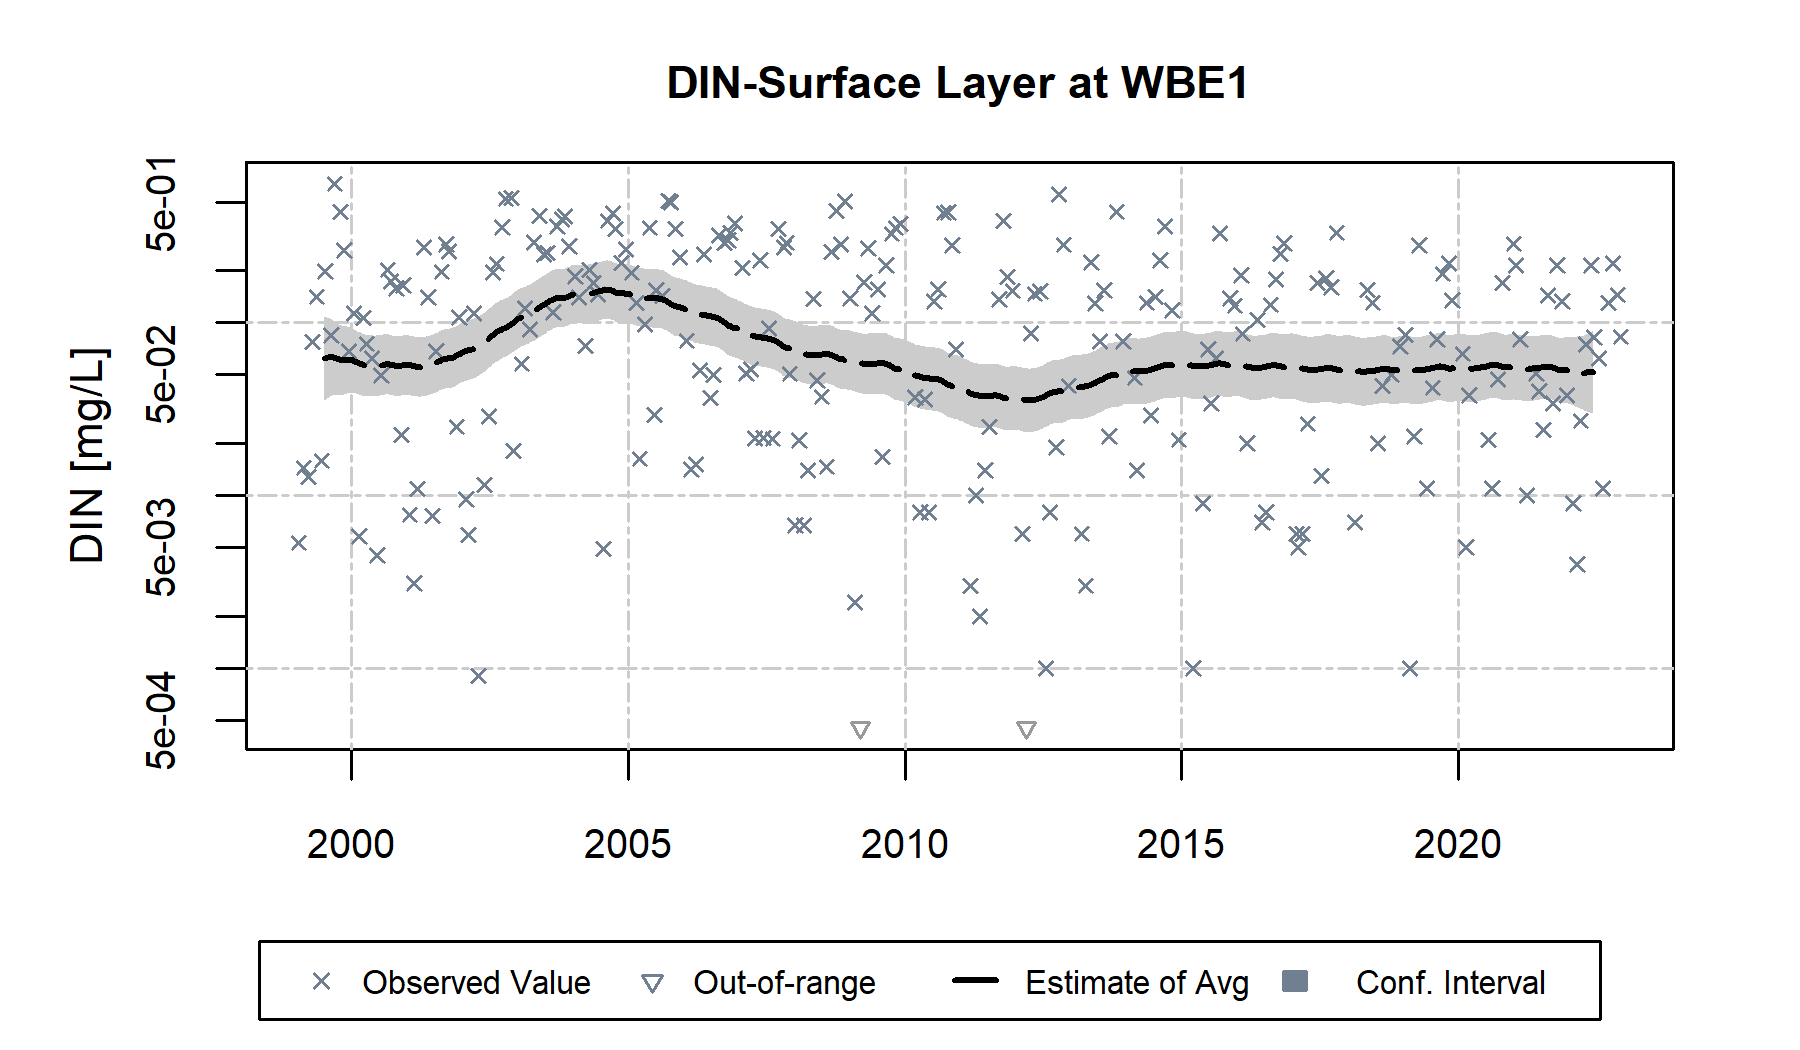 DIN-Surface Layer at WBE1
DIN [mg/L]
5e-01
5e-02
5e-03
5e-04
2000 2005 2010 2015 2020
Observed Value Out-of-range Estimate of Avg Conf. Interval